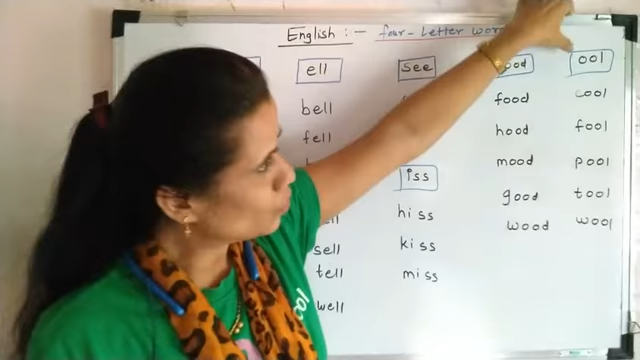 English :- four-Letter wor
ell
bell
fell
sell
tell
well
see
iss
hiss
kiss
miss
ood
food
hood
mood
good
wood
ool
cool
fool
pool
tool
wool